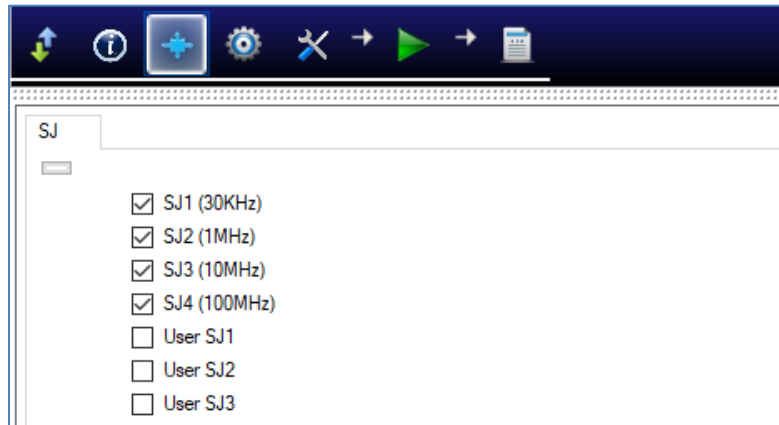 SJ
SJ1 (30KHz)
SJ2 (1MHz)
SJ3 (10MHz)
SJ4 (100MHz)
User SJ1
User SJ2
User SJ3